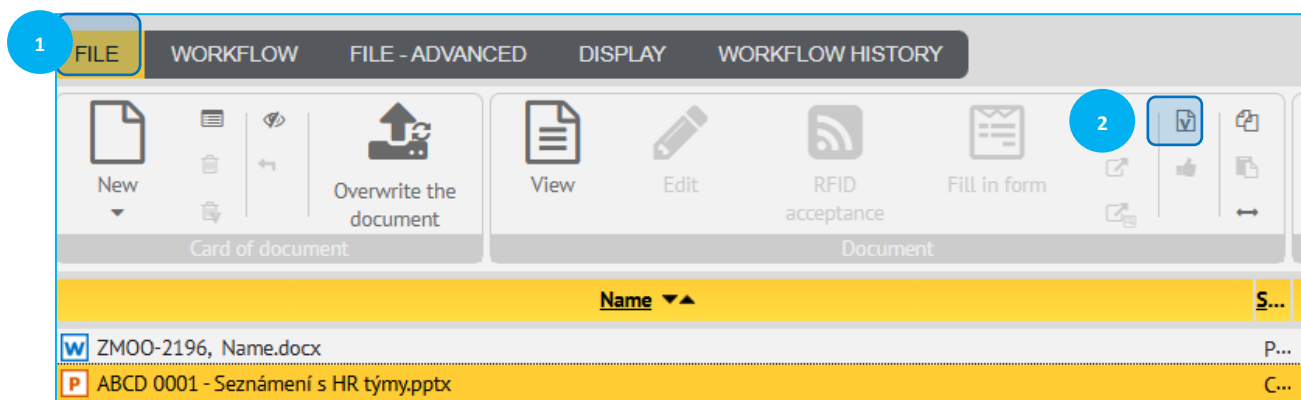 1
FILE WORKFLOW FILE - ADVANCED DISPLAY WORKFLOW HISTORY
2
New
Overwrite the
document
View
Edit
RFID
acceptance
Fill in form
Card of document
Document
Name
S...
ZMOO-2196, Name.docx
P...
ABCD 0001 - Seznámení s HR týmy.pptx
C...